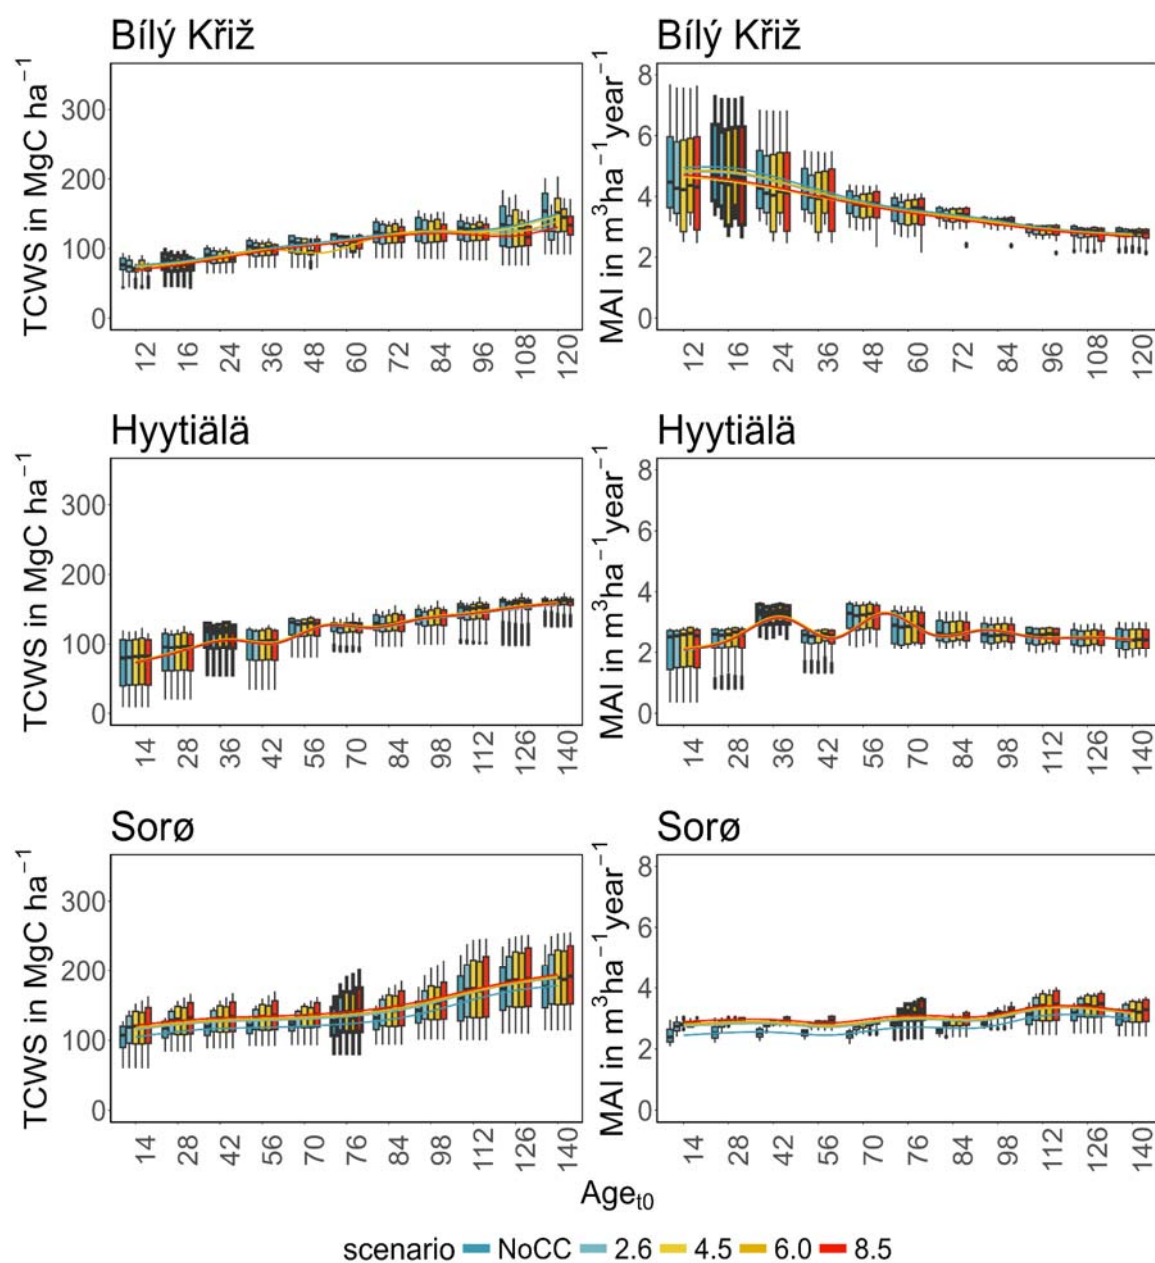 Bílý Křiž Bílý Křiž
TCWS in MgC ha⁻¹
300
200
100
0
12 16 24 36 48 60 72 84 96 108 120
MAI in m³ha⁻¹year⁻¹
8
6
4
2
0
12 16 24 36 48 60 72 84 96 108 120
Hyytiälä Hyytiälä
TCWS in MgC ha⁻¹
300
200
100
0
14 28 36 42 56 70 84 98 112 126 140
MAI in m³ha⁻¹year⁻¹
8
6
4
2
0
14 28 36 42 56 70 84 98 112 126 140
Sorø Sorø
TCWS in MgC ha⁻¹
300
200
100
0
14 28 42 56 70 76 84 98 112 126 140
MAI in m³ha⁻¹year⁻¹
8
6
4
2
0
14 28 42 56 70 76 84 98 112 126 140
Age_t0
scenario NoCC 2.6 4.5 6.0 8.5